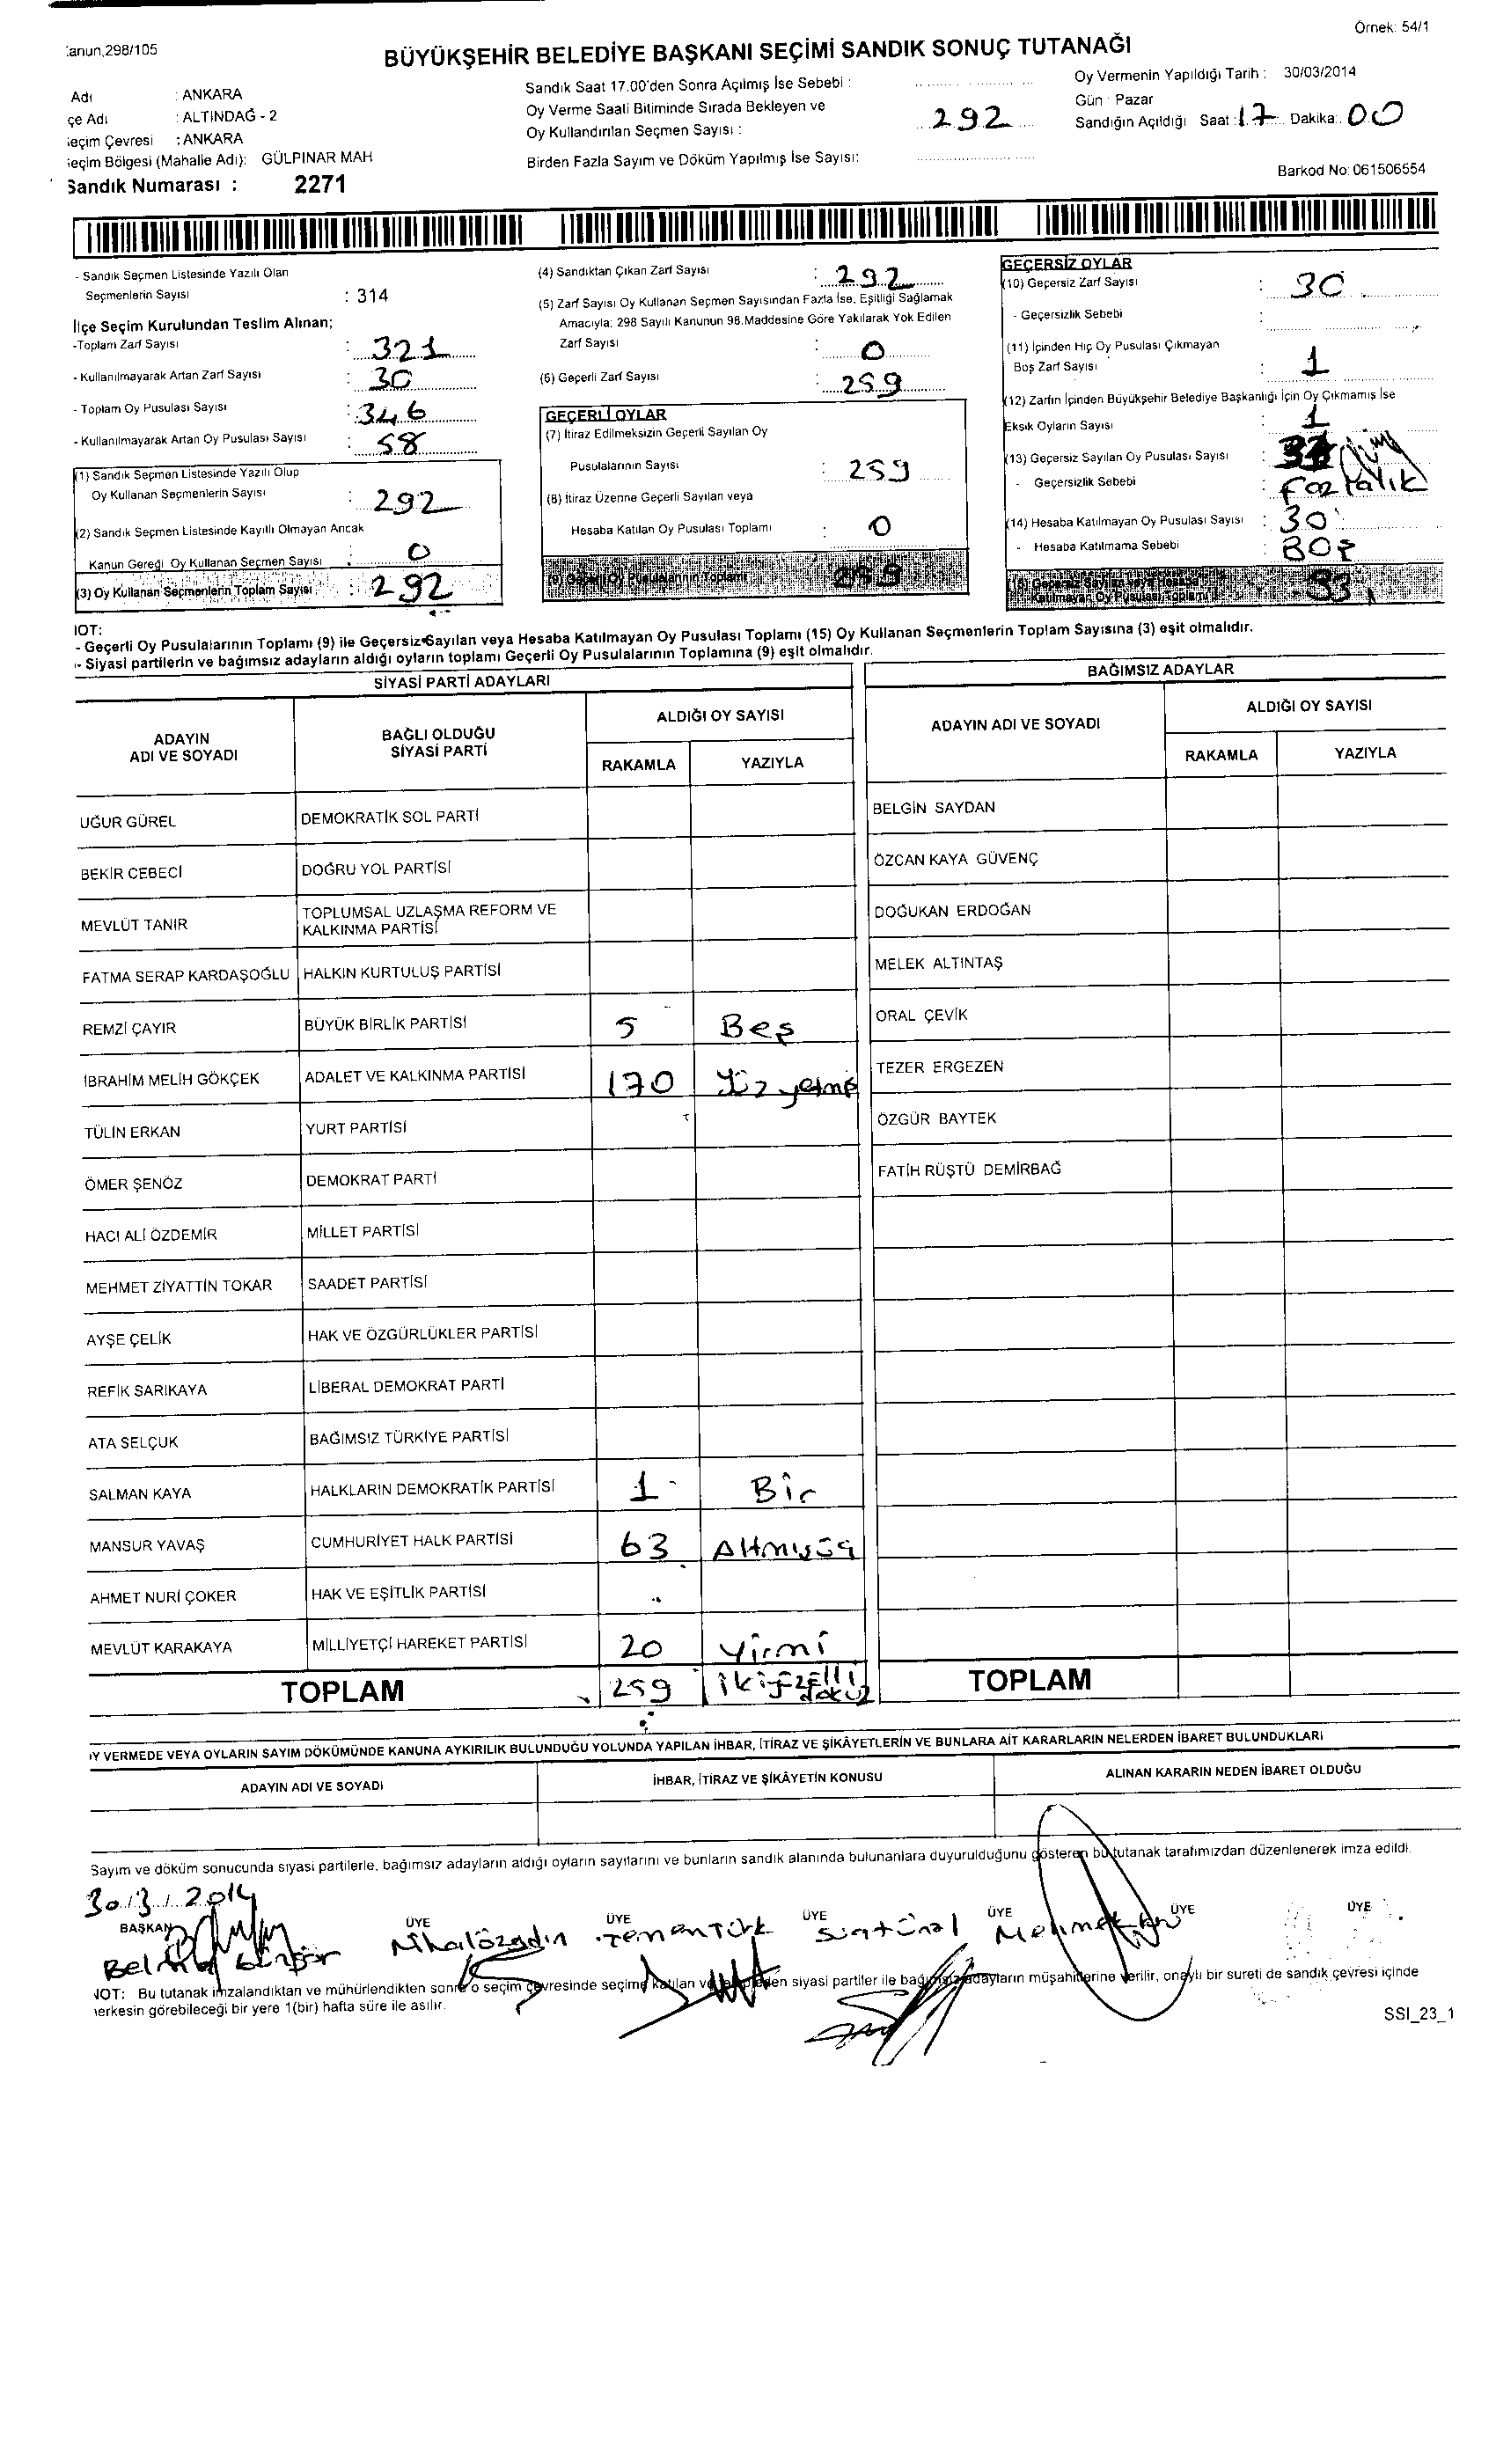 Örnek: 54/1
anun,298/105
BÜYÜKŞEHİR BELEDİYE BAŞKANI SEÇİMİ SANDIK SONUÇ TUTANAĞI
Adı : ANKARA
çe Adı : ALTINDAĞ - 2
eçim Çevresi : ANKARA
eçim Bölgesi (Mahalle Adı): GÜLPINAR MAH
Sandık Numarası : 2271
Sandık Saat 17.00'den Sonra Açılmış İse Sebebi :
Oy Verme Saati Bitiminde Sırada Bekleyen ve
Oy Kullandırılan Seçmen Sayısı : 292
Birden Fazla Sayım ve Döküm Yapılmış İse Sayısı:
Oy Vermenin Yapıldığı Tarih : 30/03/2014
Gün : Pazar
Sandığın Açıldığı Saat : 17 Dakika: 00
Barkod No: 061506554
- Sandık Seçmen Listesinde Yazılı Olan
Seçmenlerin Sayısı : 314
İlçe Seçim Kurulundan Teslim Alınan;
-Toplam Zarf Sayısı : 321
- Kullanılmayarak Artan Zarf Sayısı : 30
- Toplam Oy Pusulası Sayısı : 346
- Kullanılmayarak Artan Oy Pusulası Sayısı : 58
(1) Sandık Seçmen Listesinde Yazılı Olup
Oy Kullanan Seçmenlerin Sayısı : 292
(2) Sandık Seçmen Listesinde Kayıtlı Olmayan Ancak
Kanun Gereği Oy Kullanan Seçmen Sayısı : 0
(3) Oy Kullanan Seçmenlerin Toplam Sayısı : 292
(4) Sandıktan Çıkan Zarf Sayısı : 292
(5) Zarf Sayısı Oy Kullanan Seçmen Sayısından Fazla İse, Eşitliği Sağlamak
Amacıyla; 298 Sayılı Kanunun 98.Maddesine Göre Yakılarak Yok Edilen
Zarf Sayısı : 0
(6) Geçerli Zarf Sayısı : 259
GEÇERLİ OYLAR
(7) İtiraz Edilmeksizin Geçerli Sayılan Oy
Pusulalarının Sayısı : 259
(8) İtiraz Üzerine Geçerli Sayılan veya
Hesaba Katılan Oy Pusulası Toplamı : 0
(9) Geçerli Oy Pusulalarının Toplamı 259
GEÇERSİZ OYLAR
(10) Geçersiz Zarf Sayısı : 30
- Geçersizlik Sebebi :
(11) İçinden Hiç Oy Pusulası Çıkmayan
Boş Zarf Sayısı : 1
(12) Zarfın İçinden Büyükşehir Belediye Başkanlığı İçin Oy Çıkmamış İse
Eksik Oyların Sayısı 1
(13) Geçersiz Sayılan Oy Pusulası Sayısı :
- Geçersizlik Sebebi : Fazlalık
(14) Hesaba Katılmayan Oy Pusulası Sayısı : 30
- Hesaba Katılmama Sebebi : BOŞ
(15) Geçersiz Sayılan veya Hesaba
Katılmayan Oy Pusulası Toplamı 33
NOT:
- Geçerli Oy Pusulalarının Toplamı (9) ile Geçersiz Sayılan veya Hesaba Katılmayan Oy Pusulası Toplamı (15) Oy Kullanan Seçmenlerin Toplam Sayısına (3) eşit olmalıdır.
- Siyasi partilerin ve bağımsız adayların aldığı oyların toplamı Geçerli Oy Pusulalarının Toplamına (9) eşit olmalıdır.
SİYASİ PARTİ ADAYLARI
ADAYIN ADI VE SOYADI
BAĞLI OLDUĞU SİYASİ PARTİ
ALDIĞI OY SAYISI
RAKAMLA YAZIYLA
UĞUR GÜREL DEMOKRATİK SOL PARTİ
BEKİR CEBECİ DOĞRU YOL PARTİSİ
MEVLÜT TANIR TOPLUMSAL UZLAŞMA REFORM VE KALKINMA PARTİSİ
FATMA SERAP KARDAŞOĞLU HALKIN KURTULUŞ PARTİSİ
REMZİ ÇAYIR BÜYÜK BİRLİK PARTİSİ 5 Beş
İBRAHİM MELİH GÖKÇEK ADALET VE KALKINMA PARTİSİ 170 Yüzyetmiş
TÜLİN ERKAN YURT PARTİSİ
ÖMER ŞENÖZ DEMOKRAT PARTİ
HACI ALİ ÖZDEMİR MİLLET PARTİSİ
MEHMET ZİYATTİN TOKAR SAADET PARTİSİ
AYŞE ÇELİK HAK VE ÖZGÜRLÜKLER PARTİSİ
REFİK SARIKAYA LİBERAL DEMOKRAT PARTİ
ATA SELÇUK BAĞIMSIZ TÜRKİYE PARTİSİ
SALMAN KAYA HALKLARIN DEMOKRATİK PARTİSİ 1 Bir
MANSUR YAVAŞ CUMHURİYET HALK PARTİSİ 63 Altmışüç
AHMET NURİ ÇOKER HAK VE EŞİTLİK PARTİSİ
MEVLÜT KARAKAYA MİLLİYETÇİ HAREKET PARTİSİ 20 Yirmi
TOPLAM 259 ikiyüzelli dokuz
BAĞIMSIZ ADAYLAR
ADAYIN ADI VE SOYADI
ALDIĞI OY SAYISI
RAKAMLA YAZIYLA
BELGİN SAYDAN
ÖZCAN KAYA GÜVENÇ
DOĞUKAN ERDOĞAN
MELEK ALTINTAŞ
ORAL ÇEVİK
TEZER ERGEZEN
ÖZGÜR BAYTEK
FATİH RÜŞTÜ DEMİRBAĞ
TOPLAM
Y VERMEDE VEYA OYLARIN SAYIM DÖKÜMÜNDE KANUNA AYKIRILIK BULUNDUĞU YOLUNDA YAPILAN İHBAR, İTİRAZ VE ŞİKÂYETLERİN VE BUNLARA AİT KARARLARIN NELERDEN İBARET BULUNDUKLARI
ADAYIN ADI VE SOYADI İHBAR, İTİRAZ VE ŞİKÂYETİN KONUSU ALINAN KARARIN NEDEN İBARET OLDUĞU
Sayım ve döküm sonucunda siyasi partilerle, bağımsız adayların aldığı oyların sayılarını ve bunların sandık alanında bulunanlara duyurulduğunu gösteren bu tutanak tarafımızdan düzenlenerek imza edildi.
30/3/2014
BAŞKAN ÜYE ÜYE ÜYE ÜYE ÜYE ÜYE
Nihal Mehmet
NOT: Bu tutanak imzalandıktan ve mühürlendikten sonra o seçim çevresinde seçime katılan ve talep eden siyasi partiler ile bağımsız adayların müşahitlerine verilir, onaylı bir sureti de sandık çevresi içinde
herkesin görebileceği bir yere 1(bir) hafta süre ile asılır.
SSI_23_1